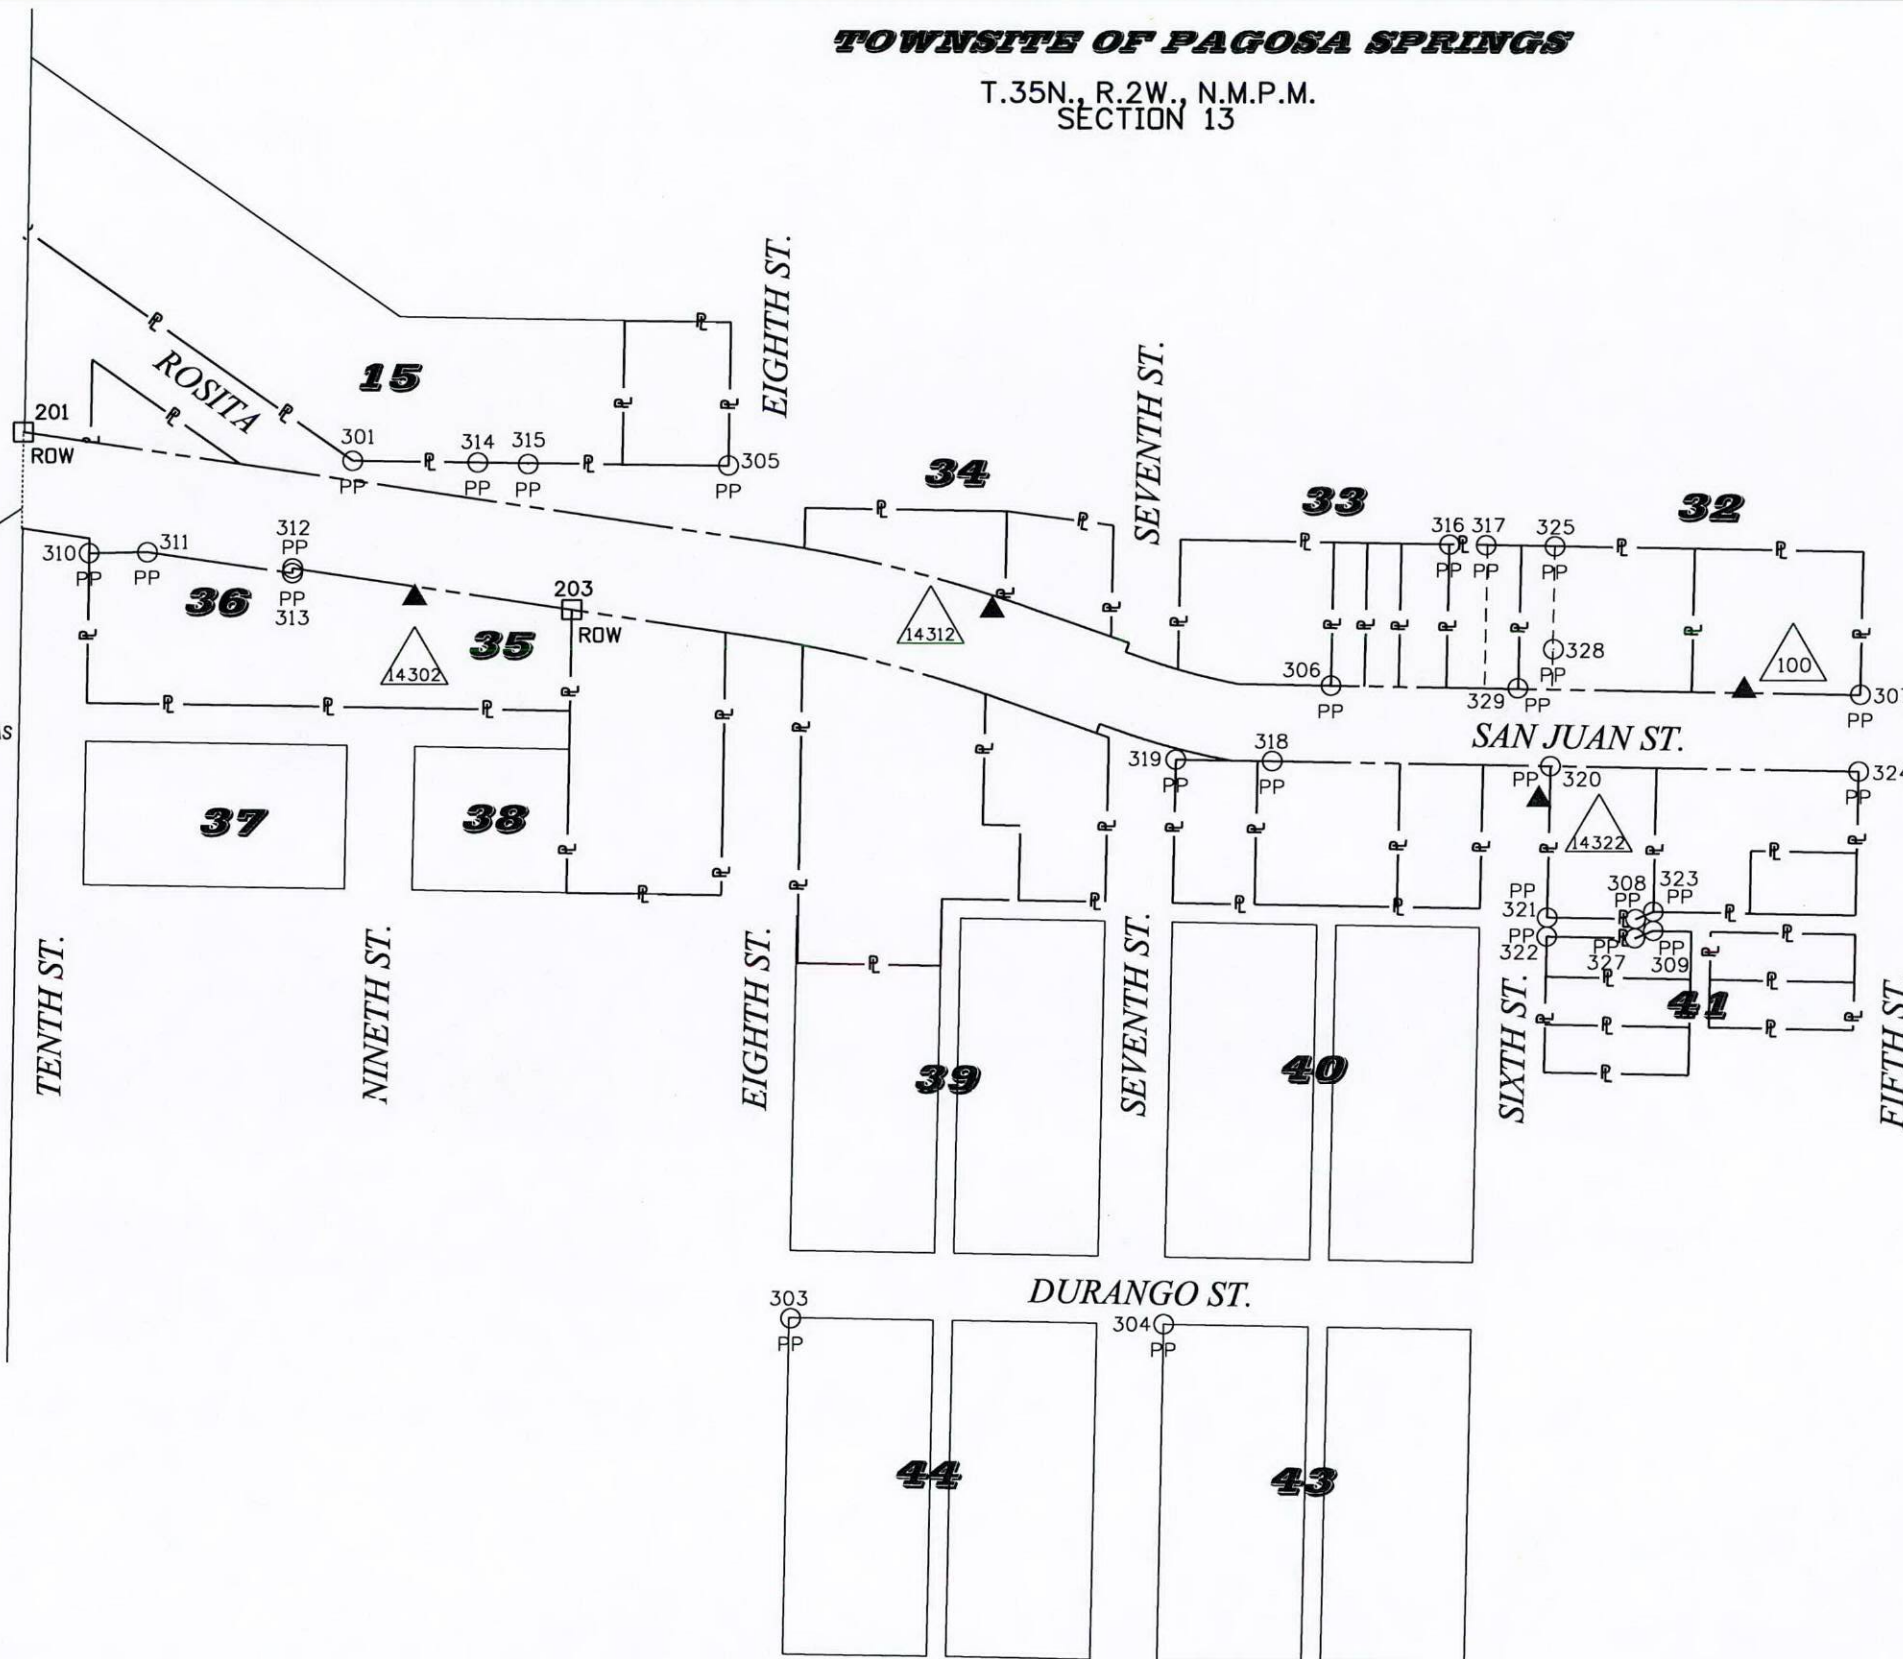 TOWNSITE OF PAGOSA SPRINGS
T.35N., R.2W., N.M.P.M.
SECTION 13
EIGHTH ST.
SEVENTH ST.
ROSITA
15
201
ROW
301
PP
314
PP
315
PP
305
PP
34
33
32
316
PP
317
PP
325
PP
312
PP
310
PP
311
PP
PP
313
36
203
ROW
35
14302
14312
328
PP
100
306
PP
329
PP
PP
SAN JUAN ST.
319
PP
318
PP
PP
320
324
PP
14322
37
38
PP
321
308
PP
323
PP
PP
322
PP
327
PP
309
41
TENTH ST.
NINETH ST.
EIGHTH ST.
SEVENTH ST.
SIXTH ST.
FIFTH ST
39
40
DURANGO ST.
303
PP
304
PP
44
43